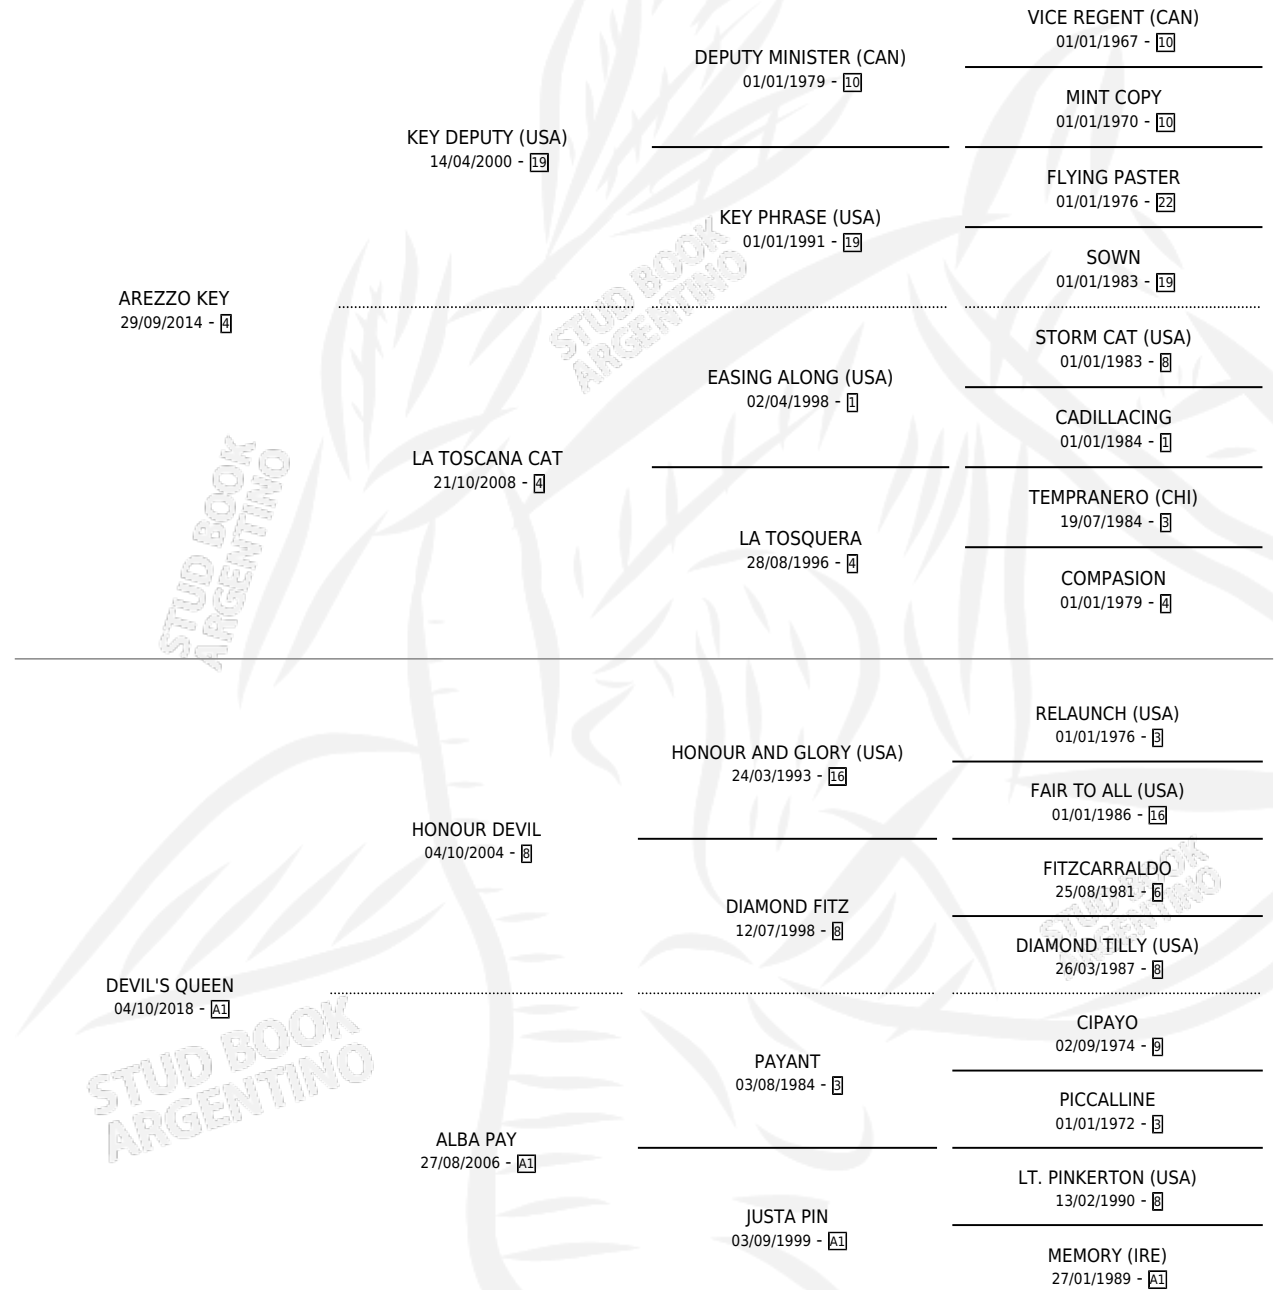 VICE REGENT (CAN)
01/01/1967 - 10
DEPUTY MINISTER (CAN)
01/01/1979 - 10
MINT COPY
01/01/1970 - 10
KEY DEPUTY (USA)
14/04/2000 - 19
FLYING PASTER
01/01/1976 - 22
KEY PHRASE (USA)
01/01/1991 - 19
SOWN
01/01/1983 - 19
AREZZO KEY
29/09/2014 - 4
STORM CAT (USA)
01/01/1983 - 8
EASING ALONG (USA)
02/04/1998 - 1
CADILLACING
01/01/1984 - 1
LA TOSCANA CAT
21/10/2008 - 4
TEMPRANERO (CHI)
19/07/1984 - 3
LA TOSQUERA
28/08/1996 - 4
COMPASION
01/01/1979 - 4
RELAUNCH (USA)
01/01/1976 - 3
HONOUR AND GLORY (USA)
24/03/1993 - 16
FAIR TO ALL (USA)
01/01/1986 - 16
HONOUR DEVIL
04/10/2004 - 8
FITZCARRALDO
25/08/1981 - 6
DIAMOND FITZ
12/07/1998 - 8
DIAMOND TILLY (USA)
26/03/1987 - 8
DEVIL'S QUEEN
04/10/2018 - A1
CIPAYO
02/09/1974 - 9
PAYANT
03/08/1984 - 3
PICCALLINE
01/01/1972 - 3
ALBA PAY
27/08/2006 - A1
LT. PINKERTON (USA)
13/02/1990 - 8
JUSTA PIN
03/09/1999 - A1
MEMORY (IRE)
27/01/1989 - A1
STUD BOOK
ARGENTINO
STUD BOOK
ARGENTINO
STUD BOOK
ARGENTINO
STUD BOOK
ARGENTINO